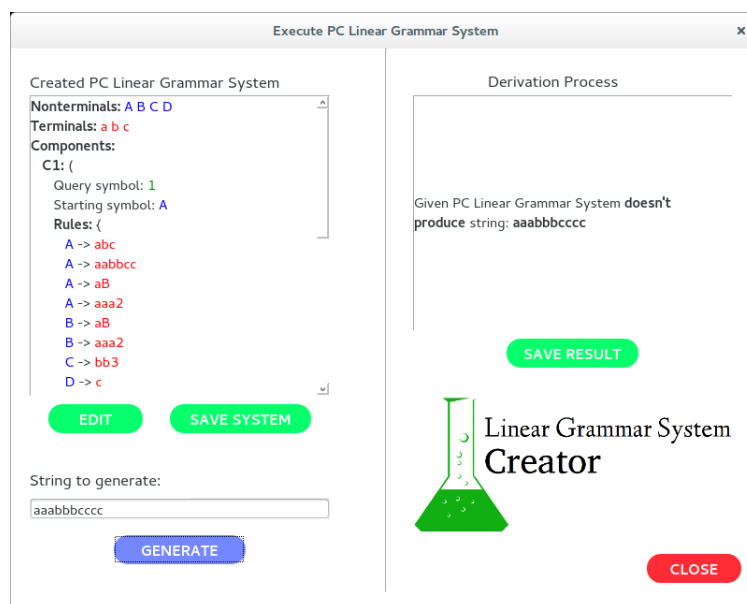 Execute PC Linear Grammar System
×
Created PC Linear Grammar System
Nonterminals: A B C D
Terminals: a b c
Components:
C1: (
Query symbol: 1
Starting symbol: A
Rules: {
A -> abc
A -> aabbcc
A -> aB
A -> aaa2
B -> aB
B -> aaa2
C -> bb3
D -> c
EDIT
SAVE SYSTEM
String to generate:
aaabbbcccc
GENERATE
Derivation Process
Given PC Linear Grammar System doesn't
produce string: aaabbbcccc
SAVE RESULT
Linear Grammar System
Creator
CLOSE